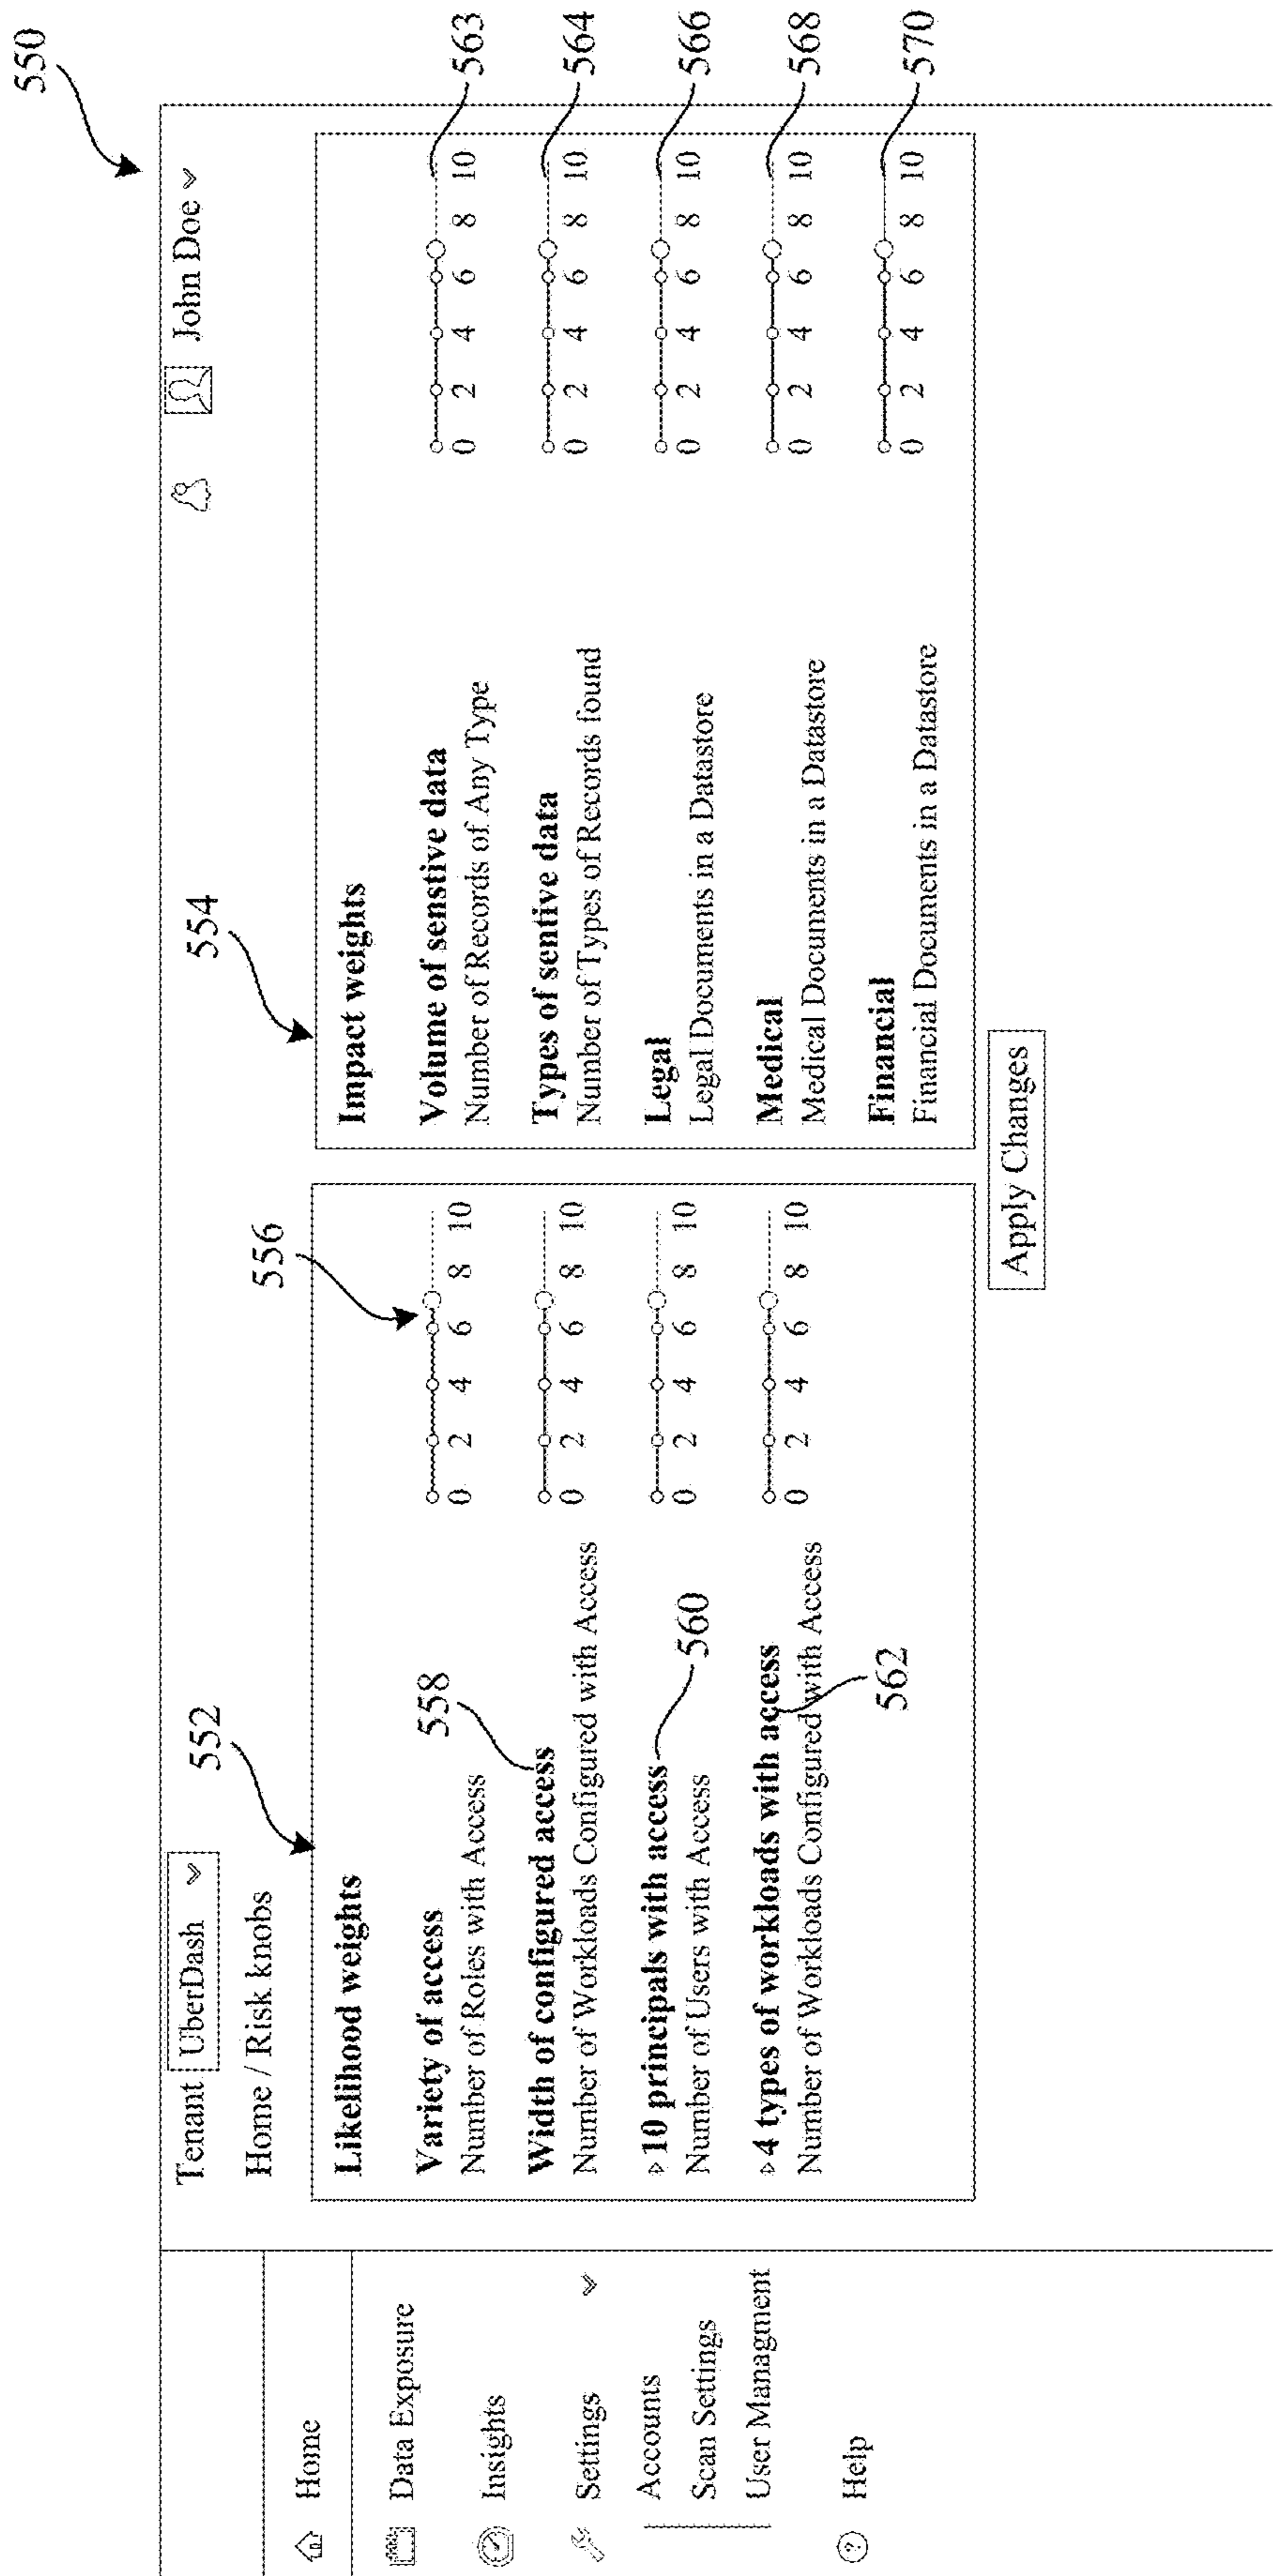 550
Tenant UberDash
John Doe
Home / Risk knobs
Home
Data Exposure
Insights
Settings
Accounts
Scan Settings
User Managment
Help
552
Likelihood weights
556
Variety of access
Number of Roles with Access
0 2 4 6 8 10
558
Width of configured access
Number of Workloads Configured with Access
0 2 4 6 8 10
10 principals with access
560
Number of Users with Access
0 2 4 6 8 10
4 types of workloads with access
Number of Workloads Configured with Access
0 2 4 6 8 10
562
554
Impact weights
Volume of senstive data
563
Number of Records of Any Type
0 2 4 6 8 10
Types of sentive data
564
Number of Types of Records found
0 2 4 6 8 10
Legal
566
Legal Documents in a Datastore
0 2 4 6 8 10
Medical
568
Medical Documents in a Datastore
0 2 4 6 8 10
Financial
570
Financial Documents in a Datastore
0 2 4 6 8 10
Apply Changes